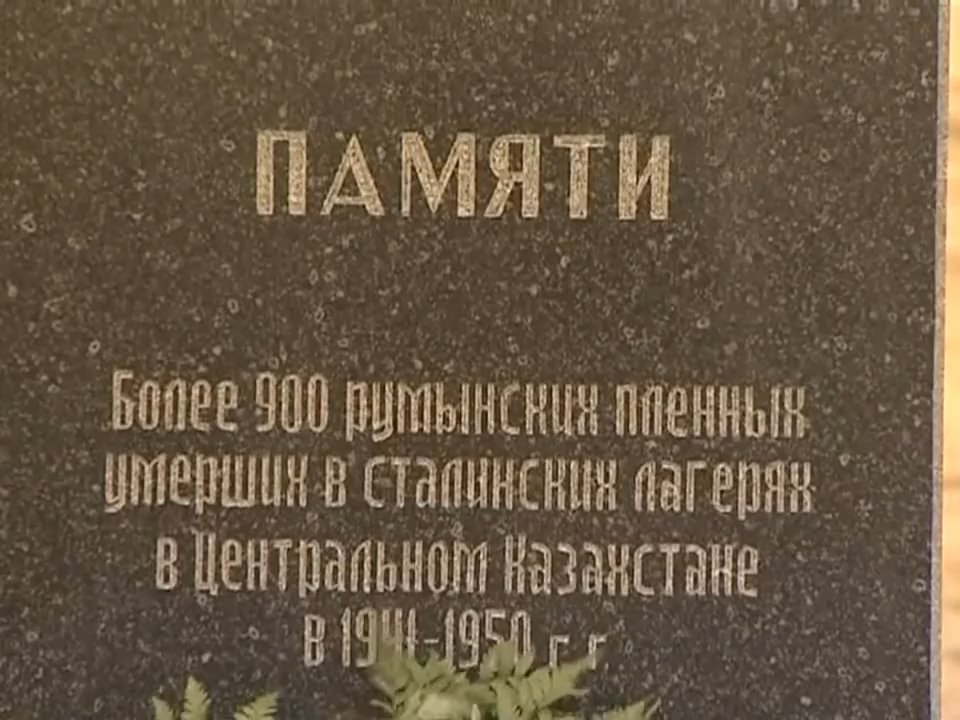 ПАМЯТИ
Более 900 румынских пленных
умерших в сталинских лагерях
в Центральном Казахстане
в 1941-1950 г. г.